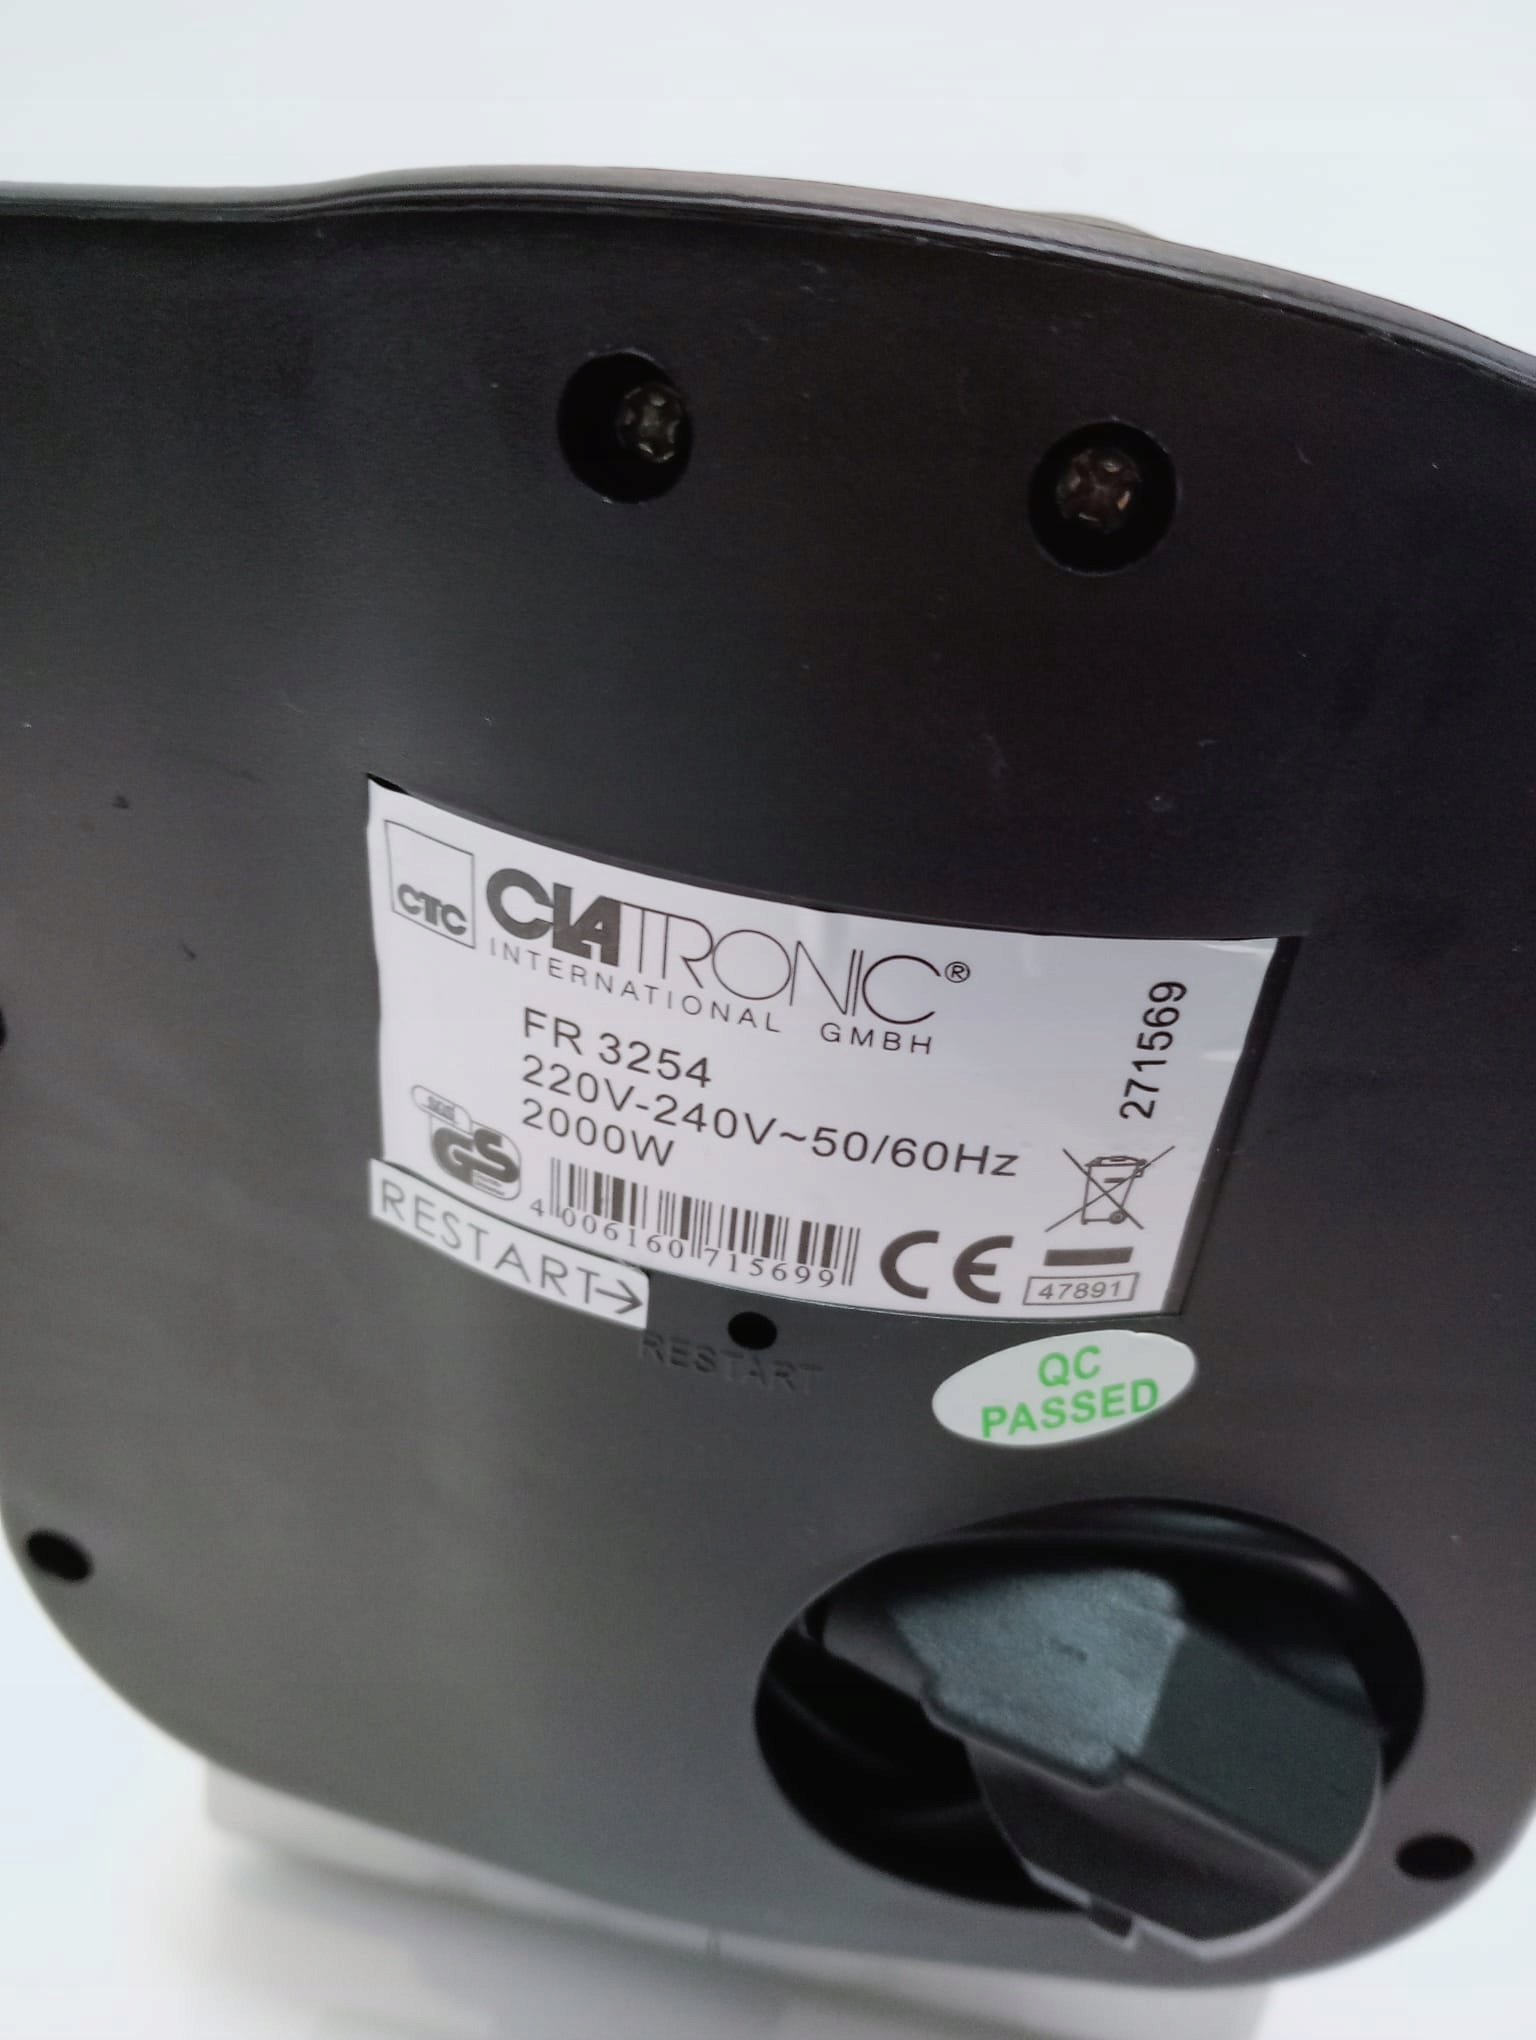 CTC
CLATRONIC®
INTERNATIONAL GMBH
FR 3254
220V-240V~50/60Hz
2000W
271569
SGS
GS
4 006160 715699
CE
47891
RESTART→
RESTART
QC
PASSED